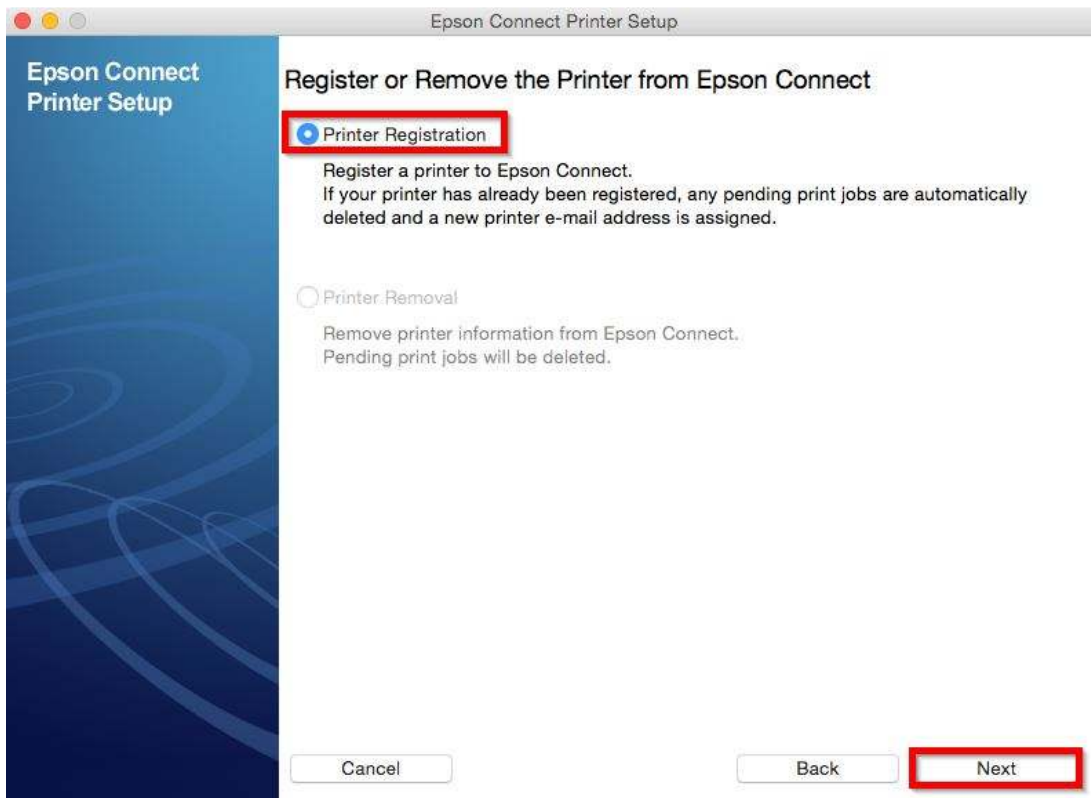 Epson Connect Printer Setup
Epson Connect
Printer Setup
Register or Remove the Printer from Epson Connect
Printer Registration
Register a printer to Epson Connect.
If your printer has already been registered, any pending print jobs are automatically
deleted and a new printer e-mail address is assigned.
Printer Removal
Remove printer information from Epson Connect.
Pending print jobs will be deleted.
Cancel
Back
Next